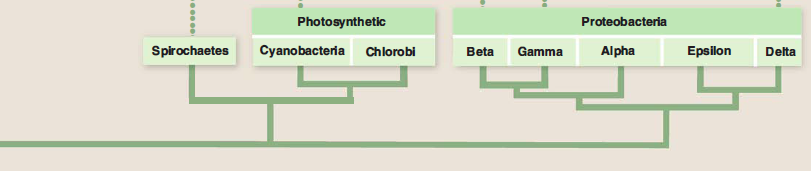 Photosynthetic
Proteobacteria
Spirochaetes
Cyanobacteria
Chlorobi
Beta
Gamma
Alpha
Epsilon
Delta